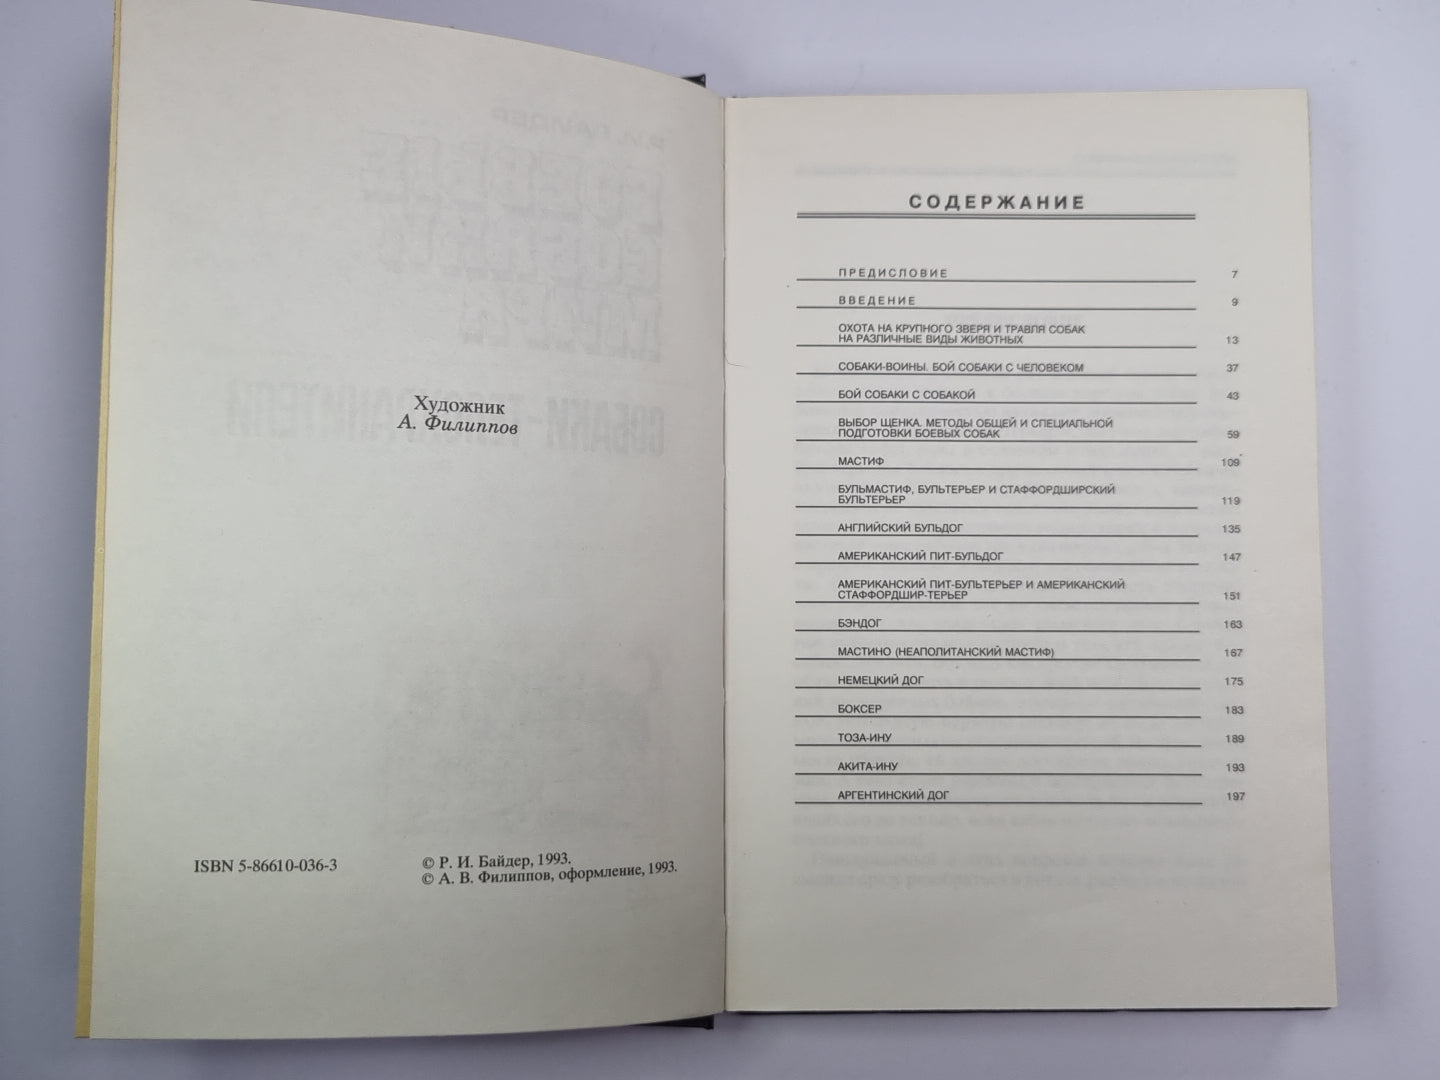 Художник
А. Филиппов
ISBN 5-86610-036-3
© Р. И. Байдер, 1993.
© А. В. Филиппов, оформление, 1993.
СОДЕРЖАНИЕ
ПРЕДИСЛОВИЕ 7
ВВЕДЕНИЕ 9
ОХОТА НА КРУПНОГО ЗВЕРЯ И ТРАВЛЯ СОБАК
НА РАЗЛИЧНЫЕ ВИДЫ ЖИВОТНЫХ 13
СОБАКИ-ВОИНЫ. БОЙ СОБАКИ С ЧЕЛОВЕКОМ 37
БОЙ СОБАКИ С СОБАКОЙ 43
ВЫБОР ЩЕНКА. МЕТОДЫ ОБЩЕЙ И СПЕЦИАЛЬНОЙ
ПОДГОТОВКИ БОЕВЫХ СОБАК 59
МАСТИФ 109
БУЛЬМАСТИФ, БУЛЬТЕРЬЕР И СТАФФОРДШИРСКИЙ
БУЛЬТЕРЬЕР 119
АНГЛИЙСКИЙ БУЛЬДОГ 135
АМЕРИКАНСКИЙ ПИТ-БУЛЬДОГ 147
АМЕРИКАНСКИЙ ПИТ-БУЛЬТЕРЬЕР И АМЕРИКАНСКИЙ
СТАФФОРДШИР-ТЕРЬЕР 151
БЭНДОГ 163
МАСТИНО (НЕАПОЛИТАНСКИЙ МАСТИФ) 167
НЕМЕЦКИЙ ДОГ 175
БОКСЕР 183
ТОЗА-ИНУ 189
АКИТА-ИНУ 193
АРГЕНТИНСКИЙ ДОГ 197